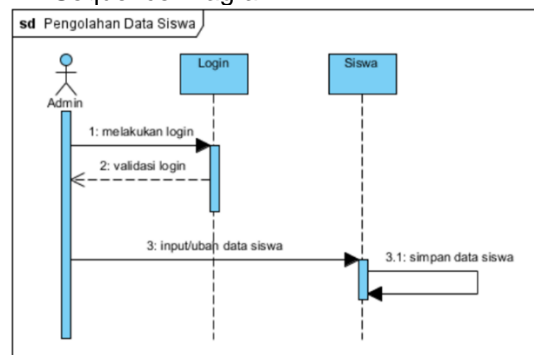 sd Pengolahan Data Siswa
Login
Siswa
Admin
1: melakukan login
2: validasi login
3: input/uban data siswa
3.1: simpan data siswa